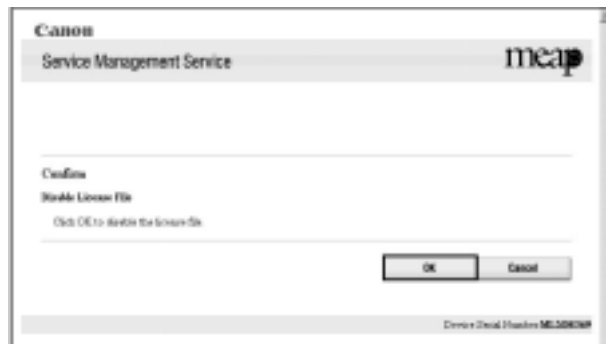 Canon
Service Management Service
meap
Confirm
Disable License File
Click OK to disable the license file.
OK
Cancel
Device Serial Number